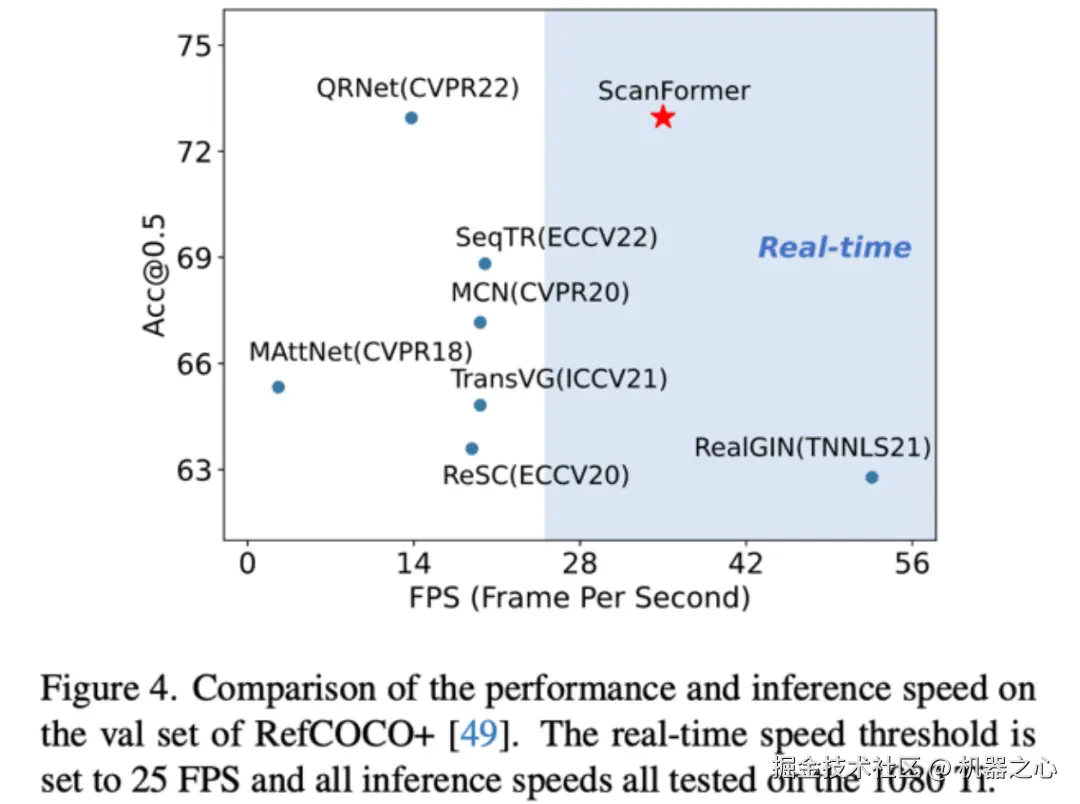 75
72
69
66
63
Acc@0.5
QRNet(CVPR22)
ScanFormer
SeqTR(ECCV22)
Real-time
MCN(CVPR20)
MAttNet(CVPR18)
TransVG(ICCV21)
RealGIN(TNNLS21)
ReSC(ECCV20)
0 14 28 42 56
FPS (Frame Per Second)
Figure 4. Comparison of the performance and inference speed on
the val set of RefCOCO+ [49]. The real-time speed threshold is
set to 25 FPS and all inference speeds all tested on the 1080 Ti.
掘金技术社区 @ 机器之心